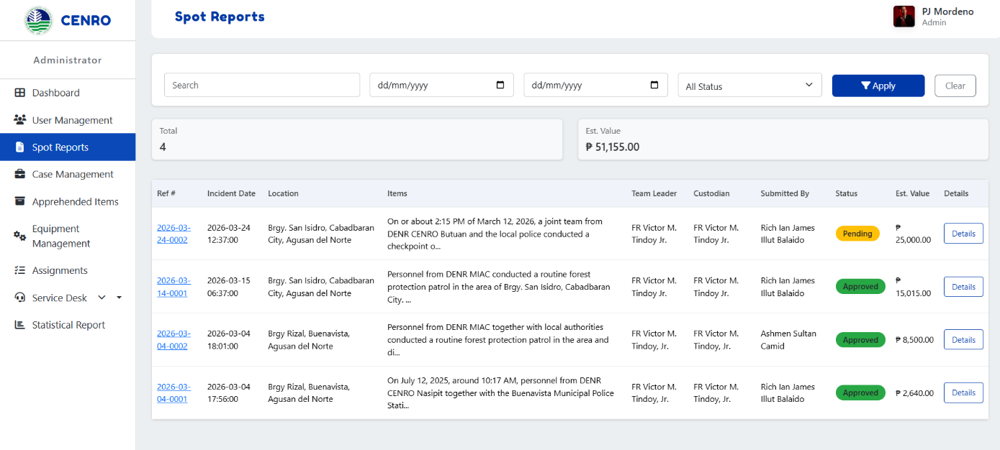 CENRO
Spot Reports
PJ Mordeno
Admin
Administrator
Dashboard
User Management
Spot Reports
Case Management
Apprehended Items
Equipment
Management
Assignments
Service Desk
Statistical Report
Search
dd/mm/yyyy
dd/mm/yyyy
All Status
Apply
Clear
Total
4
Est. Value
₱ 51,155.00
Ref # Incident Date Location Items Team Leader Custodian Submitted By Status Est. Value Details
2026-03-
24-0002
2026-03-24
12:37:00
Brgy. San Isidro, Cabadbaran
City, Agusan del Norte
On or about 2:15 PM of March 12, 2026, a joint team from
DENR CENRO Butuan and the local police conducted a
checkpoint o...
FR Victor M.
Tindoy Jr.
FR Victor M.
Tindoy Jr.
Rich Ian James
Illut Balaido
Pending
₱
25,000.00
Details
2026-03-
14-0001
2026-03-15
06:37:00
Brgy. San Isidro, Cabadbaran
City, Agusan del Norte
Personnel from DENR MIAC conducted a routine forest
protection patrol in the area of Brgy. San Isidro, Cabadbaran
City. ...
FR Victor M.
Tindoy Jr.
FR Victor M.
Tindoy Jr.
Rich Ian James
Illut Balaido
Approved
₱
15,015.00
Details
2026-03-
04-0002
2026-03-04
18:01:00
Brgy Rizal, Buenavista,
Agusan del Norte
Personnel from DENR MIAC together with local authorities
conducted a routine forest protection patrol in the area and
di...
FR Victor M.
Tindoy, Jr.
FR Victor M.
Tindoy, Jr.
Ashmen Sultan
Camid
Approved
₱ 8,500.00
Details
2026-03-
04-0001
2026-03-04
17:56:00
Brgy Rizal, Buenavista,
Agusan del Norte
On July 12, 2025, around 10:17 AM, personnel from DENR
CENRO Nasipit together with the Buenavista Municipal Police
Stati...
FR Victor M.
Tindoy, Jr.
FR Victor M.
Tindoy, Jr.
Rich Ian James
Illut Balaido
Approved
₱ 2,640.00
Details